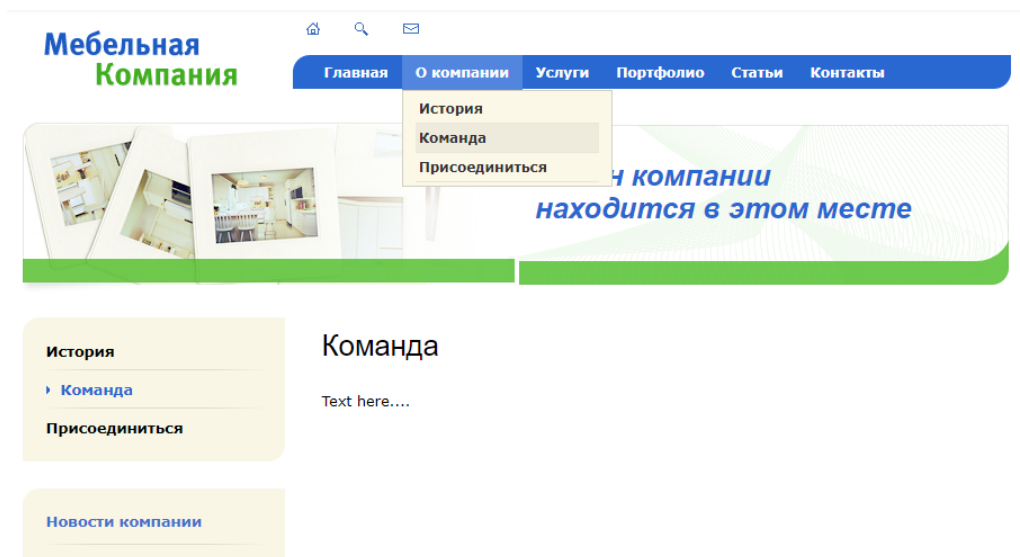 Мебельная
Компания
Главная О компании Услуги Портфолио Статьи Контакты
История
Команда
Присоединиться
компании
находится в этом месте
История
Команда
Присоединиться
Команда
Text here....
Новости компании